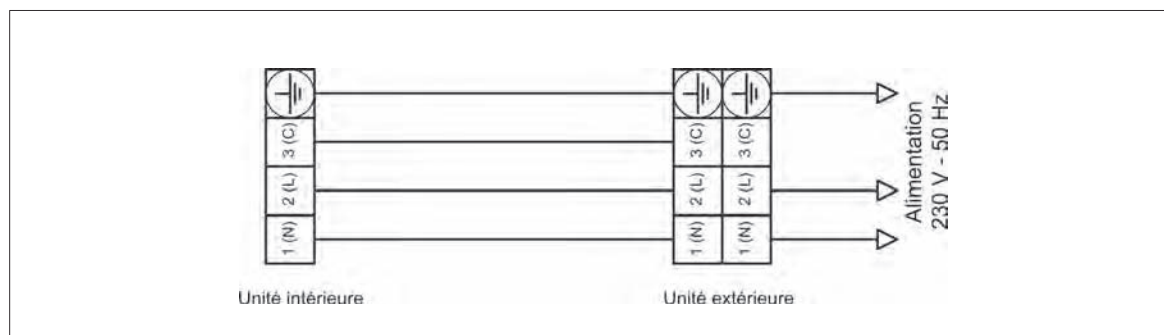 3 (C)
2 (L)
1 (N)
3 (C)
3 (C)
2 (L)
2 (L)
1 (N)
1 (N)
Alimentation
230 V - 50 Hz
Unité intérieure
Unité extérieure